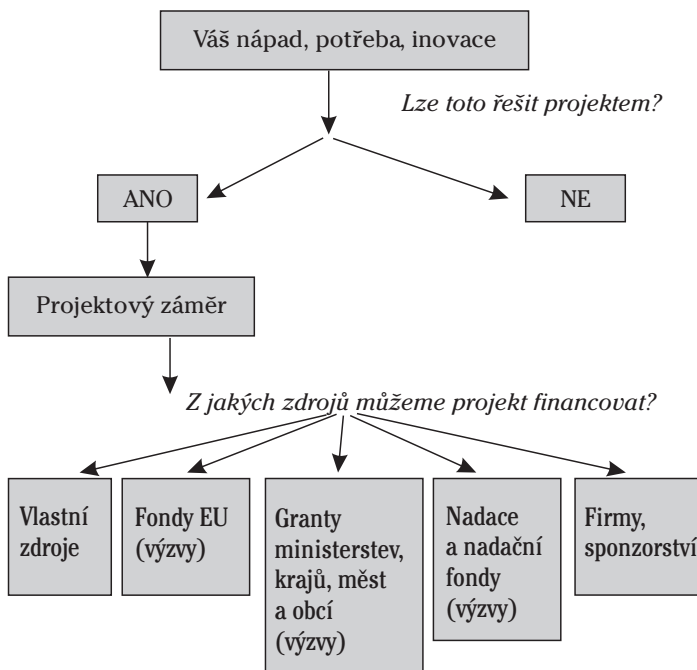 Váš nápad, potřeba, inovace
Lze toto řešit projektem?
ANO
NE
Projektový záměr
Z jakých zdrojů můžeme projekt financovat?
Vlastní
zdroje
Fondy EU
(výzvy)
Granty
ministerstev,
krajů, měst
a obcí
(výzvy)
Nadace
a nadační
fondy
(výzvy)
Firmy,
sponzorství